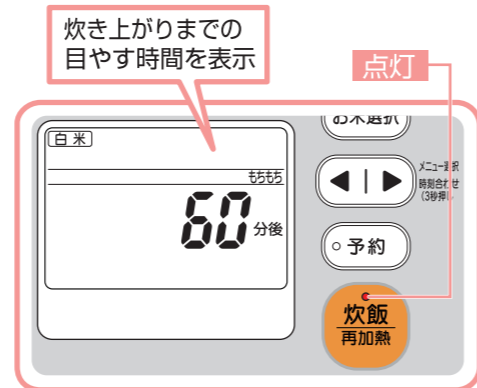 炊き上がりまでの
目やす時間を表示
点灯
お米選択
白米
もちもち
60分後
メニュー選択
時刻合わせ
(3秒押し
予約
炊飯
再加熱